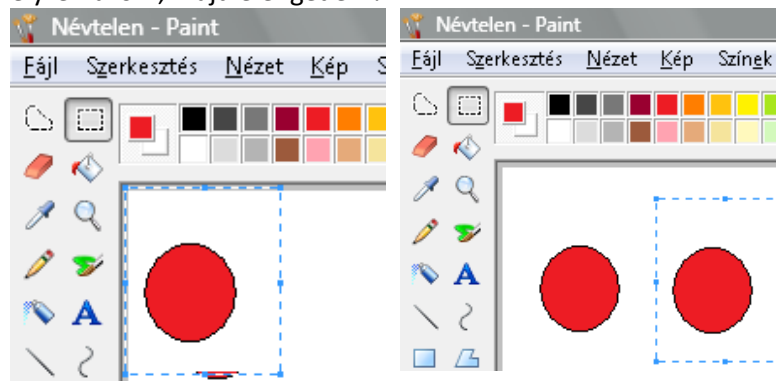 Névtelen - Paint
Fájl Szerkesztés Nézet Kép S
A
Névtelen - Paint
Fájl Szerkesztés Nézet Kép Színek
A